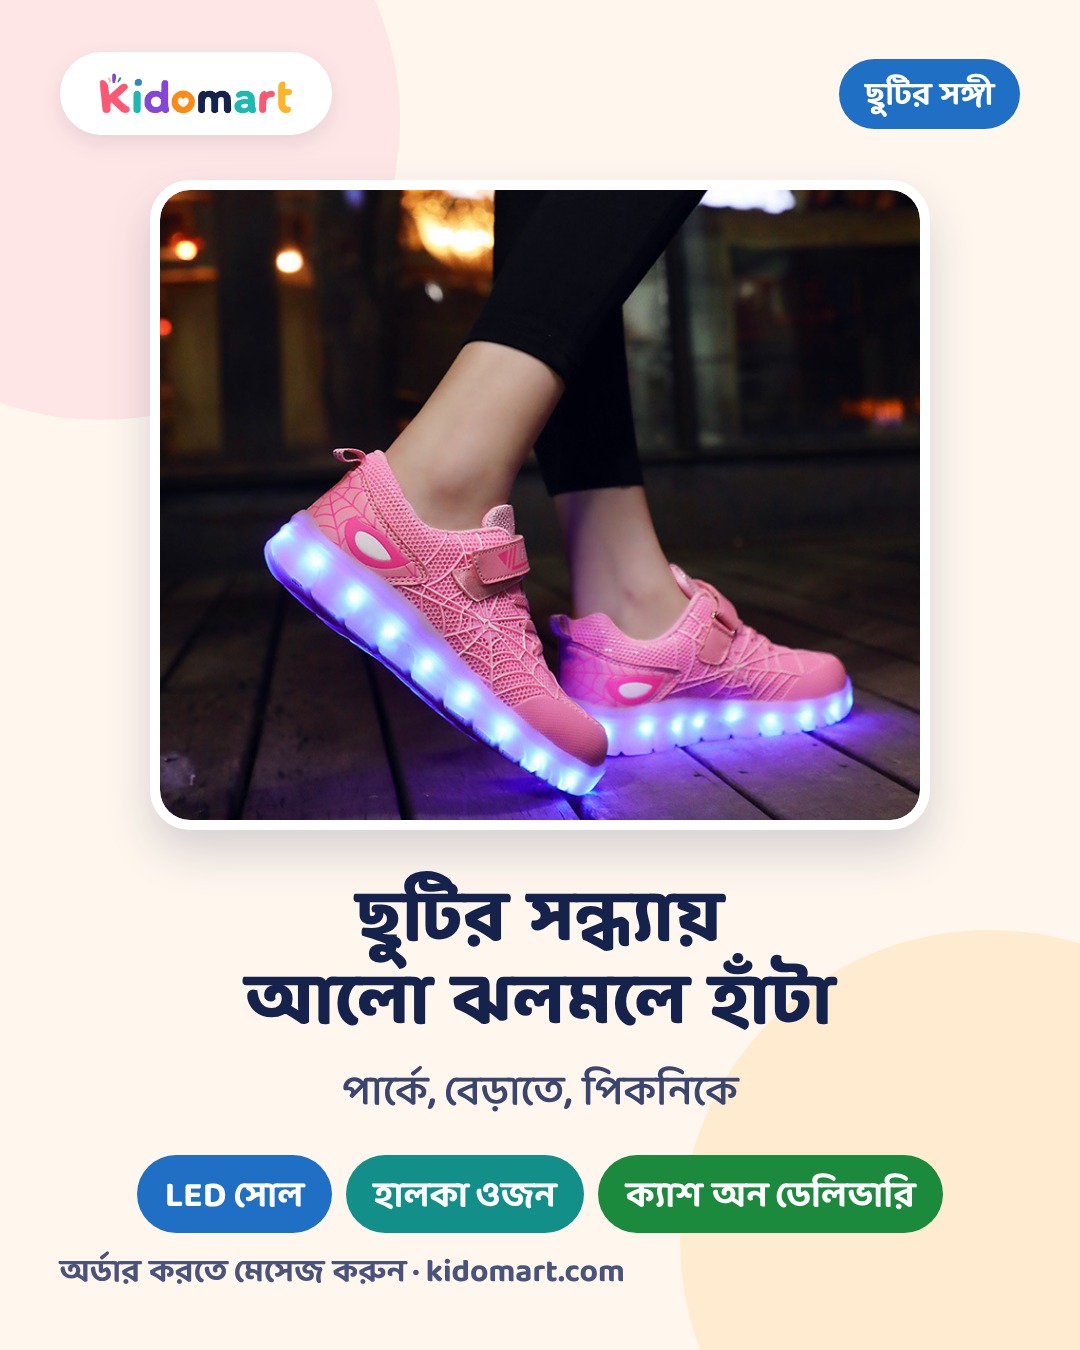 Kidomart
ছুটির সঙ্গী
ছুটির সন্ধ্যায়
আলো ঝলমলে হাঁটা
পার্কে, বেড়াতে, পিকনিকে
LED সোল
হালকা ওজন
ক্যাশ অন ডেলিভারি
অর্ডার করতে মেসেজ করুন · kidomart.com